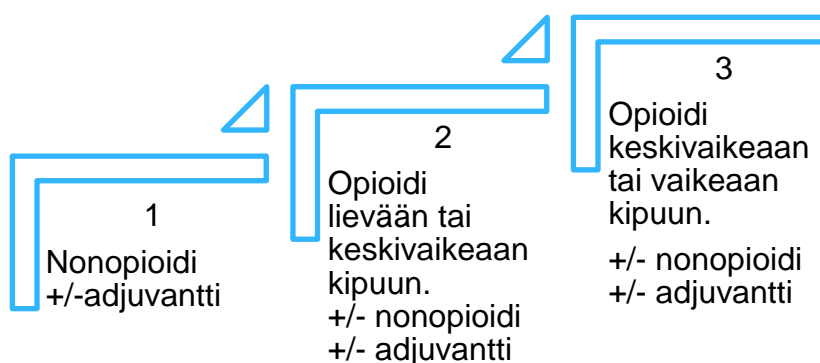 1
Nonopioidi
+/-adjuvantti
2
Opioidi
lievään tai
keskivaikeaan
kipuun.
+/- nonopioidi
+/- adjuvantti
3
Opioidi
keskivaikeaan
tai vaikeaan
kipuun.
+/- nonopioidi
+/- adjuvantti